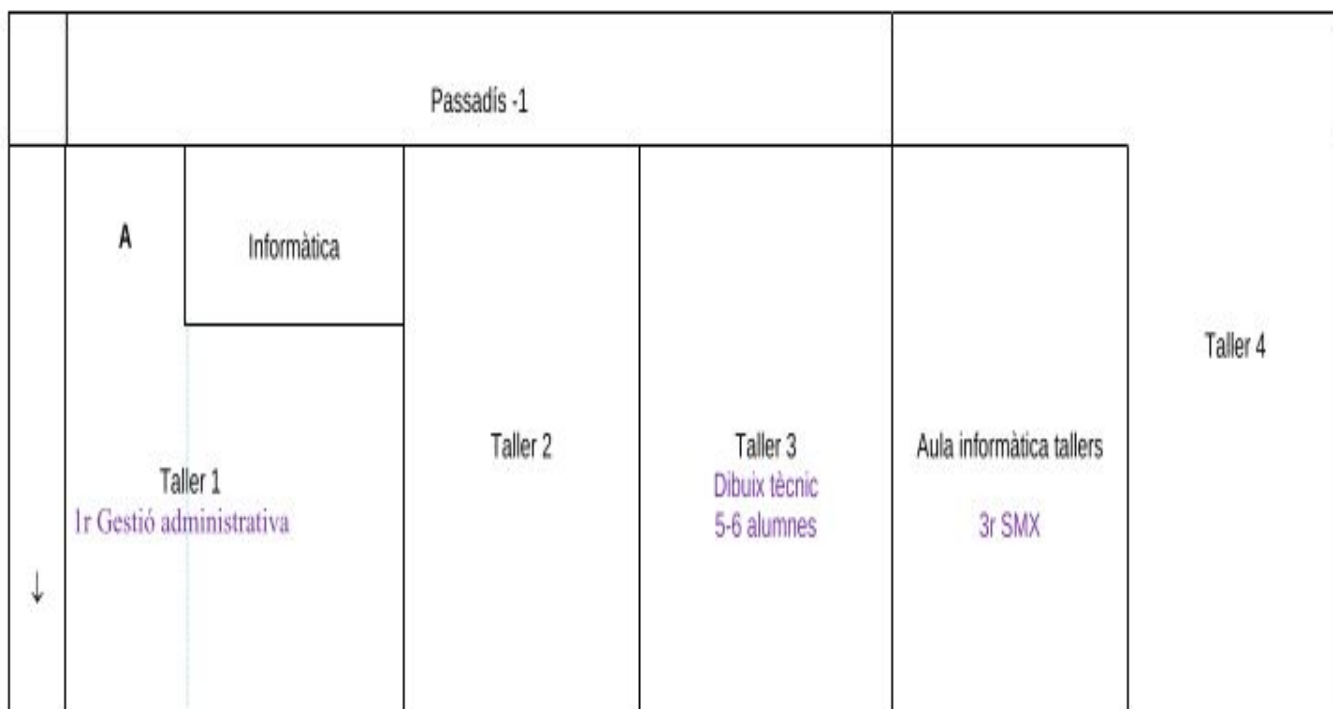 Passadís -1
A
Informàtica
Taller 1
1r Gestió administrativa
↓
Taller 2
Taller 3
Dibuix tècnic
5-6 alumnes
Aula informàtica tallers
3r SMX
Taller 4